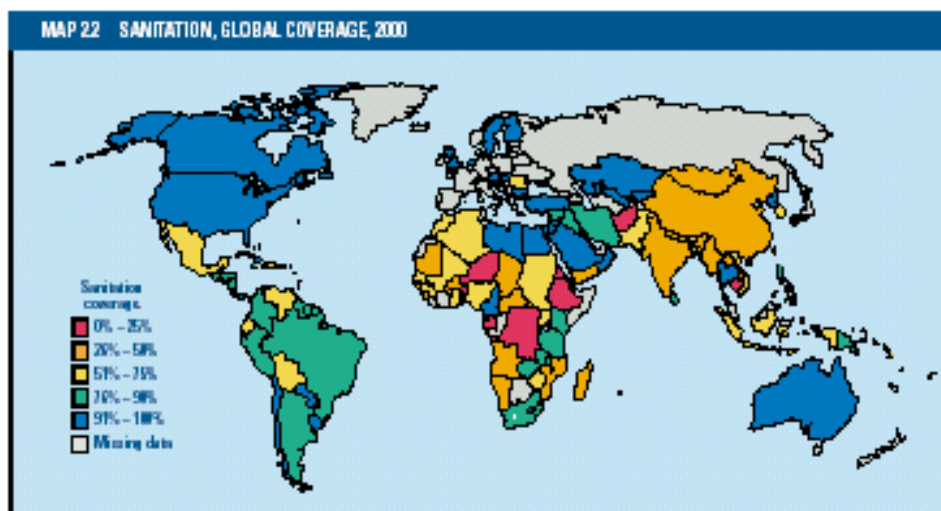 MAP 2.2 SANITATION, GLOBAL COVERAGE, 2000
Sanitation
coverage
0% – 25%
26% – 50%
51% – 75%
76% – 90%
91% – 100%
Missing data